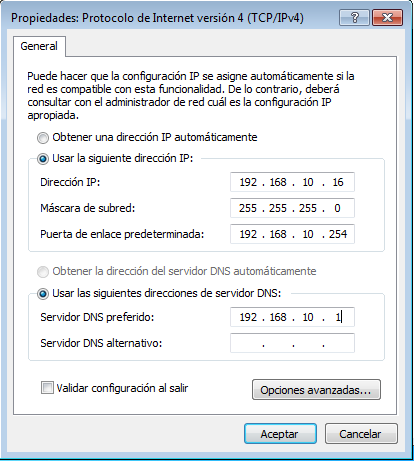 Propiedades: Protocolo de Internet versión 4 (TCP/IPv4)
General
Puede hacer que la configuración IP se asigne automáticamente si la
red es compatible con esta funcionalidad. De lo contrario, deberá
consultar con el administrador de red cuál es la configuración IP
apropiada.
Obtener una dirección IP automáticamente
Usar la siguiente dirección IP:
Dirección IP: 192 . 168 . 10 . 16
Máscara de subred: 255 . 255 . 255 . 0
Puerta de enlace predeterminada: 192 . 168 . 10 . 254
Obtener la dirección del servidor DNS automáticamente
Usar las siguientes direcciones de servidor DNS:
Servidor DNS preferido: 192 . 168 . 10 . 1
Servidor DNS alternativo: . . .
Validar configuración al salir
Opciones avanzadas...
Aceptar Cancelar